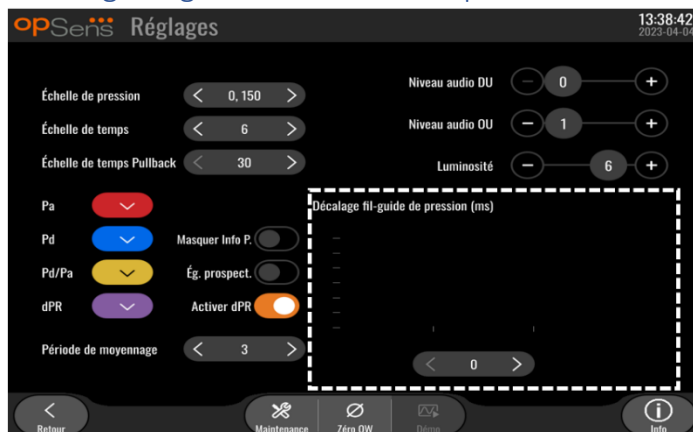 opSens Réglages
13:38:42
2023-04-04
Échelle de pression 0, 150
Échelle de temps 6
Échelle de temps Pullback 30
Niveau audio DU 0
Niveau audio OU 1
Luminosité 6
Pa
Pd
Pd/Pa
dPR
Masquer Info P.
Ég. prospect.
Activer dPR
Période de moyennage 3
Décalage fil-guide de pression (ms)
0
Retour
Maintenance
Zéro OW
Démo
Info